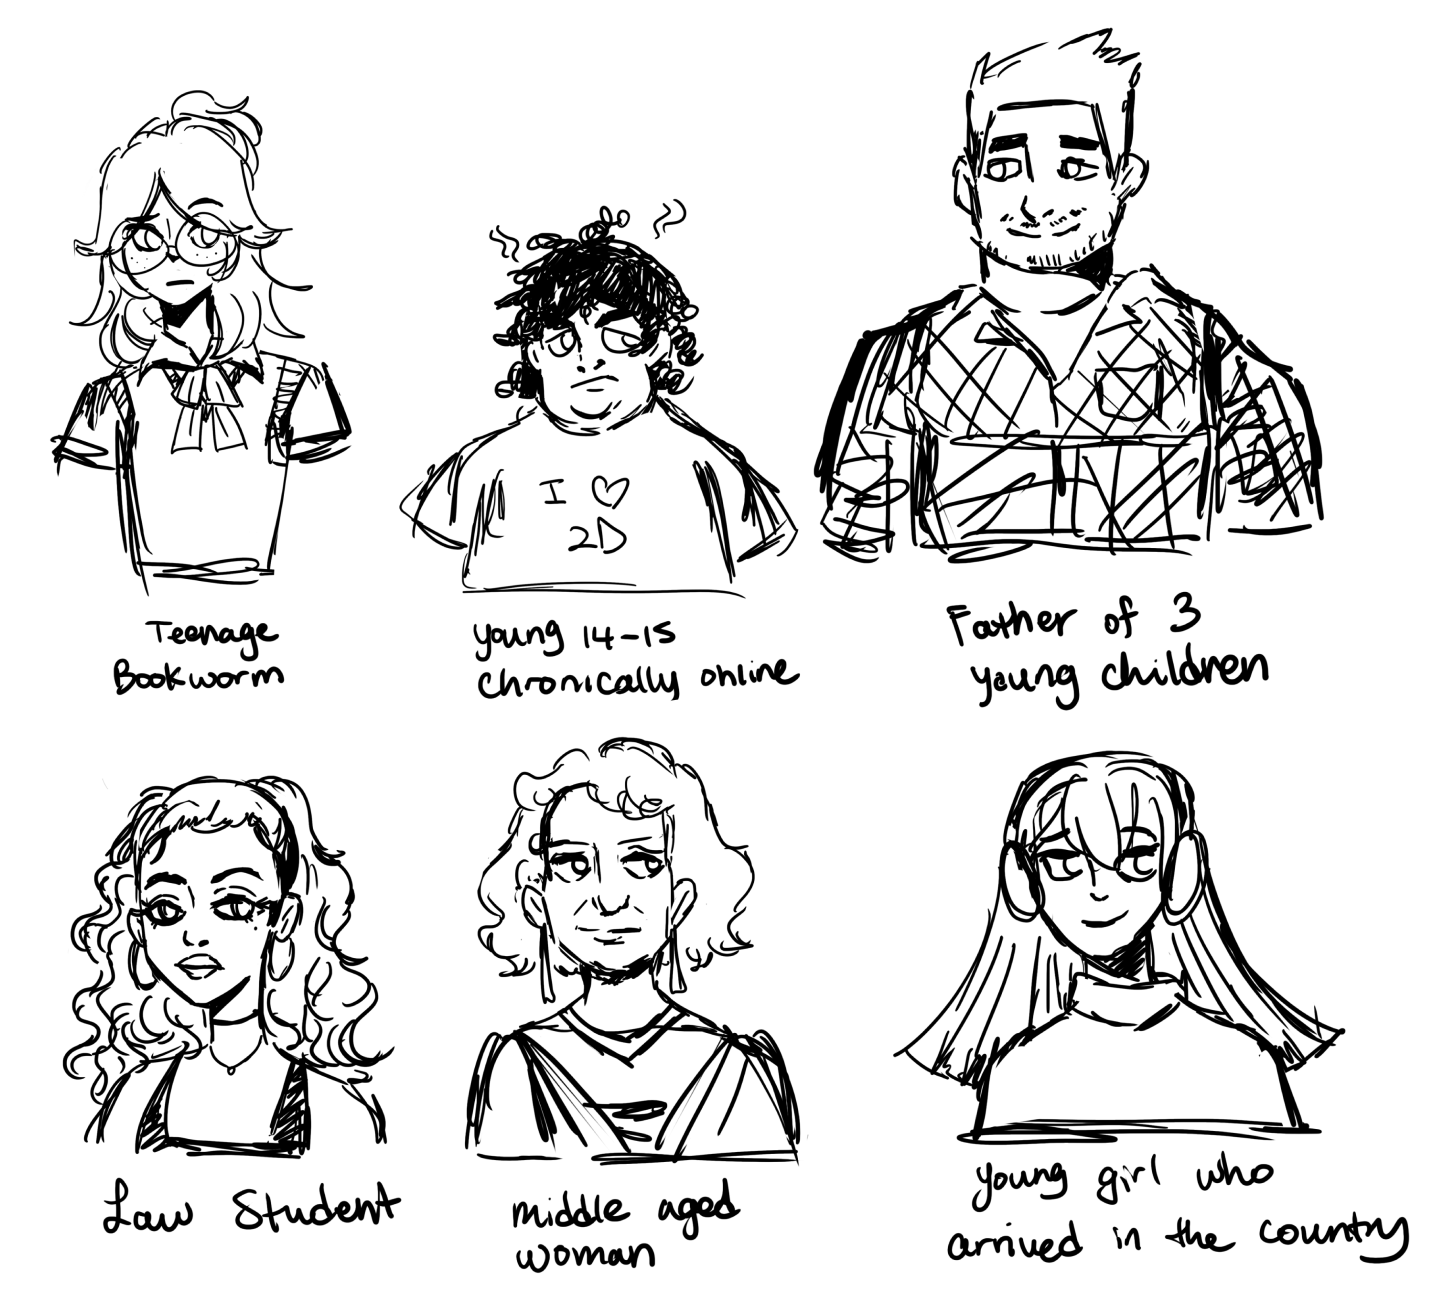 I ♡
2D
Teenage
Bookworm
young 14-15
chronically online
Father of 3
young children
Law Student
middle aged
woman
young girl who
arrived in the country